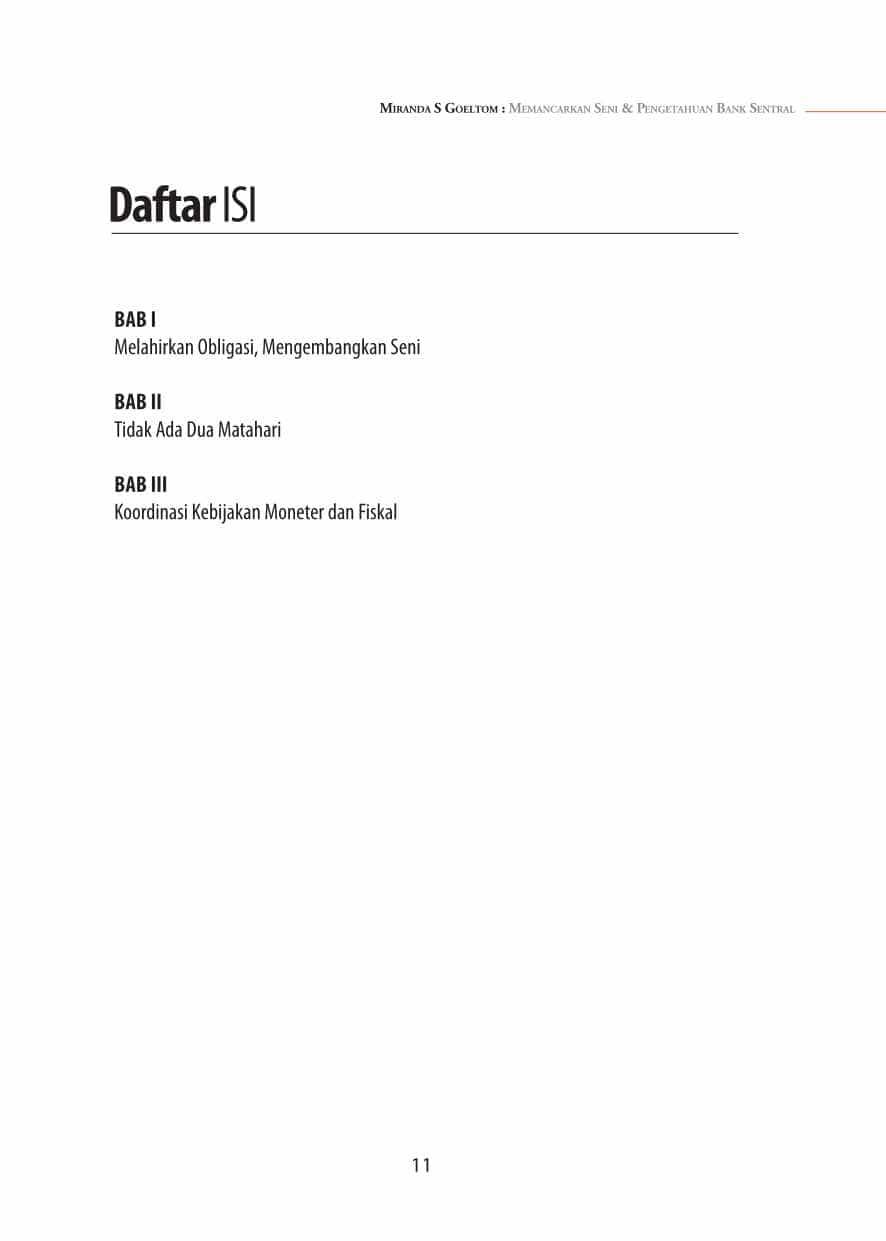 Miranda S Goeltom : Memancarkan Seni & Pengetahuan Bank Sentral
Daftar ISI
BAB I
Melahirkan Obligasi, Mengembangkan Seni
BAB II
Tidak Ada Dua Matahari
BAB III
Koordinasi Kebijakan Moneter dan Fiskal
11